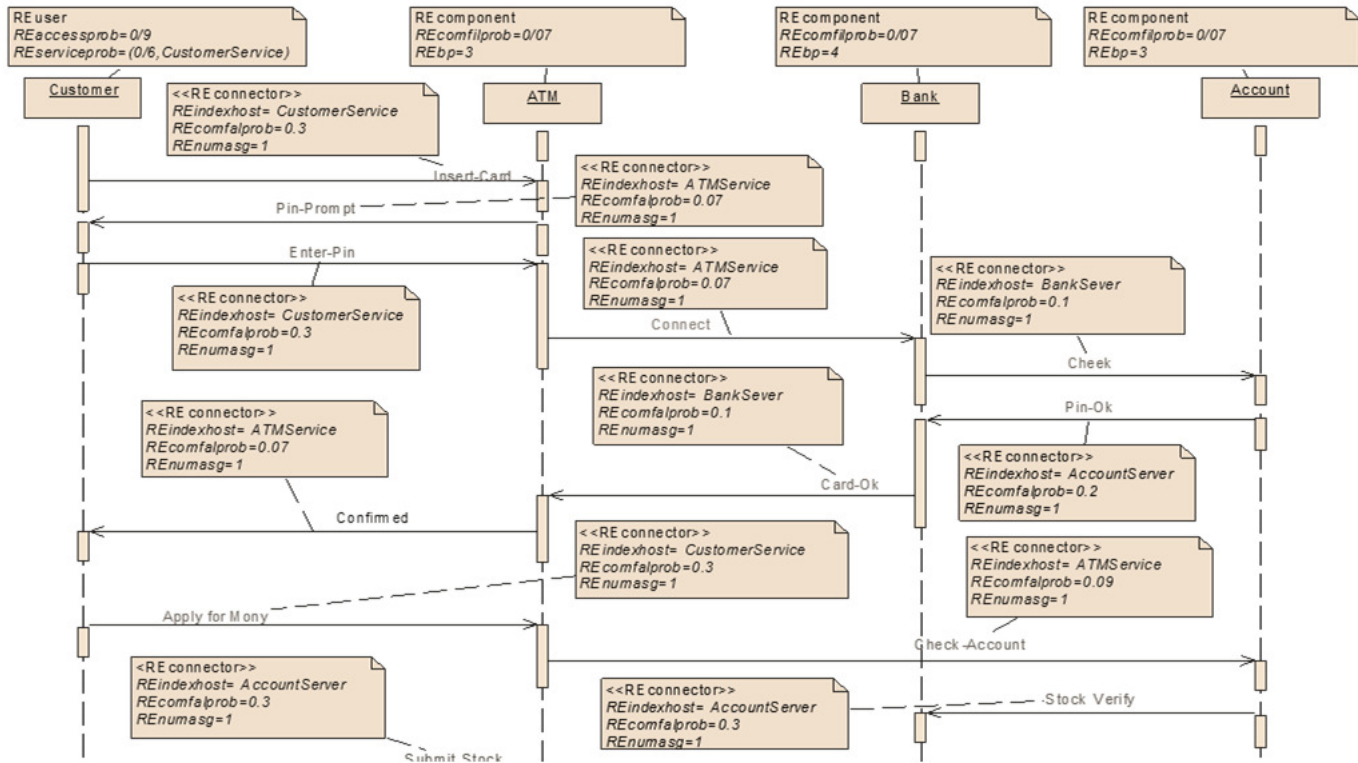 RE user
REaccessprob=0/9
REserviceprob=(0/6,CustomerService)
RE component
REcomfilprob=0/07
REbp=3
RE component
REcomfilprob=0/07
REbp=4
RE component
REcomfilprob=0/07
REbp=3
Customer
ATM
Bank
Account
<<RE connector>>
REindexhost= CustomerService
REcomfalprob=0.3
REnumasg=1
Insert-Card
<<RE connector>>
REindexhost= ATMService
REcomfalprob=0.07
REnumasg=1
Pin-Prompt
Enter-Pin
<<RE connector>>
REindexhost= CustomerService
REcomfalprob=0.3
REnumasg=1
<<RE connector>>
REindexhost= ATMService
REcomfalprob=0.07
REnumasg=1
Connect
<<RE connector>>
REindexhost= BankSever
REcomfalprob=0.1
REnumasg=1
Cheek
<<RE connector>>
REindexhost= BankSever
REcomfalprob=0.1
REnumasg=1
Pin-Ok
<<RE connector>>
REindexhost= ATMService
REcomfalprob=0.07
REnumasg=1
<<RE connector>>
REindexhost= AccountServer
REcomfalprob=0.2
REnumasg=1
Card-Ok
Confirmed
<<RE connector>>
REindexhost= CustomerService
REcomfalprob=0.3
REnumasg=1
<<RE connector>>
REindexhost= ATMService
REcomfalprob=0.09
REnumasg=1
Apply for Mony
Check-Account
<RE connector>>
REindexhost= AccountServer
REcomfalprob=0.3
REnumasg=1
<<RE connector>>
REindexhost= AccountServer
REcomfalprob=0.3
REnumasg=1
Stock Verify
Submit Stock